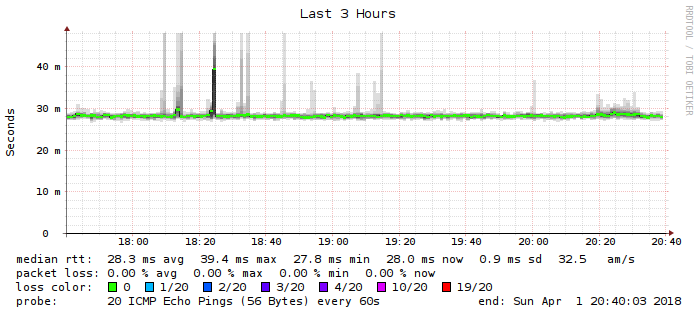 Last 3 Hours
RRDTOOL / TOBI OETIKER
Seconds
40 m
30 m
20 m
10 m
0
18:00 18:20 18:40 19:00 19:20 19:40 20:00 20:20 20:40
median rtt: 28.3 ms avg 39.4 ms max 27.8 ms min 28.0 ms now 0.9 ms sd 32.5 am/s
packet loss: 0.00 % avg 0.00 % max 0.00 % min 0.00 % now
loss color: 0 1/20 2/20 3/20 4/20 10/20 19/20
probe: 20 ICMP Echo Pings (56 Bytes) every 60s end: Sun Apr 1 20:40:03 2018